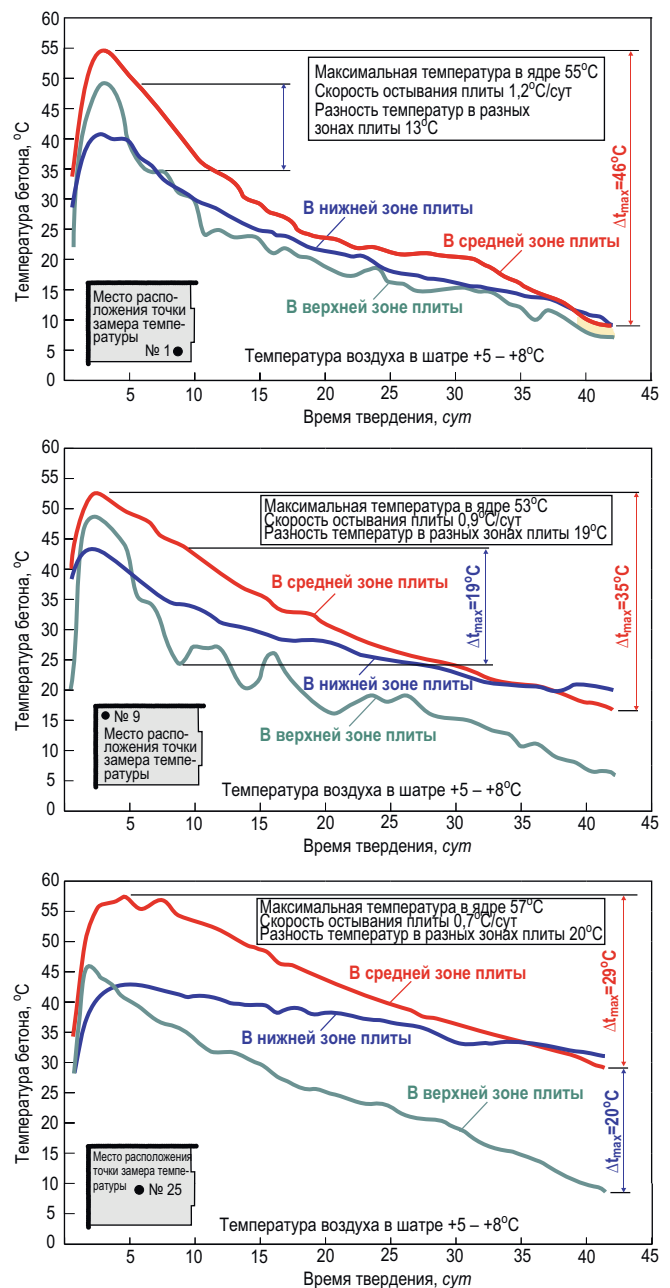 60
55
50
45
40
35
30
25
20
15
10
5
0
Температура бетона, °С
Максимальная температура в ядре 55°С
Скорость остывания плиты 1,2°С/сут
Разность температур в разных
зонах плиты 13°С
Δt max=46°С
В нижней зоне плиты
В средней зоне плиты
В верхней зоне плиты
Место распо-
ложения точки
замера темпе-
ратуры
№ 1
Температура воздуха в шатре +5 – +8°С
5 10 15 20 25 30 35 40 45
Время твердения, сут
60
55
50
45
40
35
30
25
20
15
10
5
0
Температура бетона, °С
Максимальная температура в ядре 53°С
Скорость остывания плиты 0,9°С/сут
Разность температур в разных зонах плиты 19°С
В средней зоне плиты
Δt max=19°С
Δt max=35°С
В нижней зоне плиты
В верхней зоне плиты
№ 9
Место распо-
ложения точки
замера темпе-
ратуры
Температура воздуха в шатре +5 – +8°С
5 10 15 20 25 30 35 40 45
Время твердения, сут
60
55
50
45
40
35
30
25
20
15
10
5
0
Температура бетона, °С
Максимальная температура в ядре 57°С
Скорость остывания плиты 0,7°С/сут
Разность температур в разных зонах плиты 20°С
В средней зоне плиты
Δt max=29°С
В нижней зоне плиты
В верхней зоне плиты
Δt max=20°С
Место расположения
точки замера темпе-
ратуры
№ 25
Температура воздуха в шатре +5 – +8°С
5 10 15 20 25 30 35 40 45
Время твердения, сут